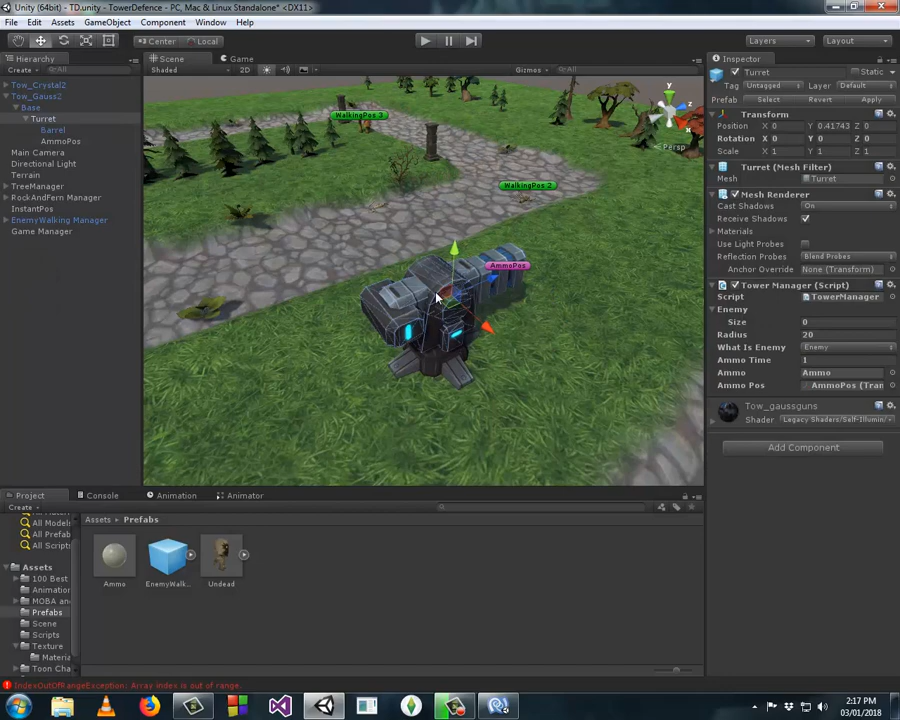 Unity (64bit) - TD.unity - TowerDefence - PC, Mac & Linux Standalone* <DX11>
File Edit Assets GameObject Component Window Help
Center Local Layers Layout
Hierarchy Scene Game Inspector
Create All Shaded 2D Gizmos All
Turret Static
Tow_Crystal2
Tow_Gauss2
Base
Turret
Barrel
AmmoPos
Main Camera
Directional Light
Terrain
TreeManager
RockAndFern Manager
InstantPos
EnemyWalking Manager
Game Manager
WalkingPos 3
WalkingPos 2
AmmoPos
y
z
x
Persp
Tag Untagged Layer Default
Prefab Select Revert Apply
Transform
Position X 0 Y 0.41743 Z 0
Rotation X 0 Y 0 Z 0
Scale X 1 Y 1 Z 1
Turret (Mesh Filter)
Mesh Turret
Mesh Renderer
Cast Shadows On
Receive Shadows
Materials
Use Light Probes
Reflection Probes Blend Probes
Anchor Override None (Transform)
Tower Manager (Script)
Script TowerManager
Enemy
Size 0
Radius 20
What Is Enemy Enemy
Ammo Time 1
Ammo Ammo
Ammo Pos AmmoPos (Tran
Tow_gaussguns
Shader Legacy Shaders/Self-Illumin/
Add Component
Project Console Animation Animator
Create
All Models
All Prefab
All Scripts
Assets
100 Best
Animation
MOBA and
Prefabs
Scene
Scripts
Texture
Materia
Toon Cha
Assets Prefabs
Ammo EnemyWalk... Undead
IndexOutOfRangeException: Array index is out of range.
2:17 PM
03/01/2018